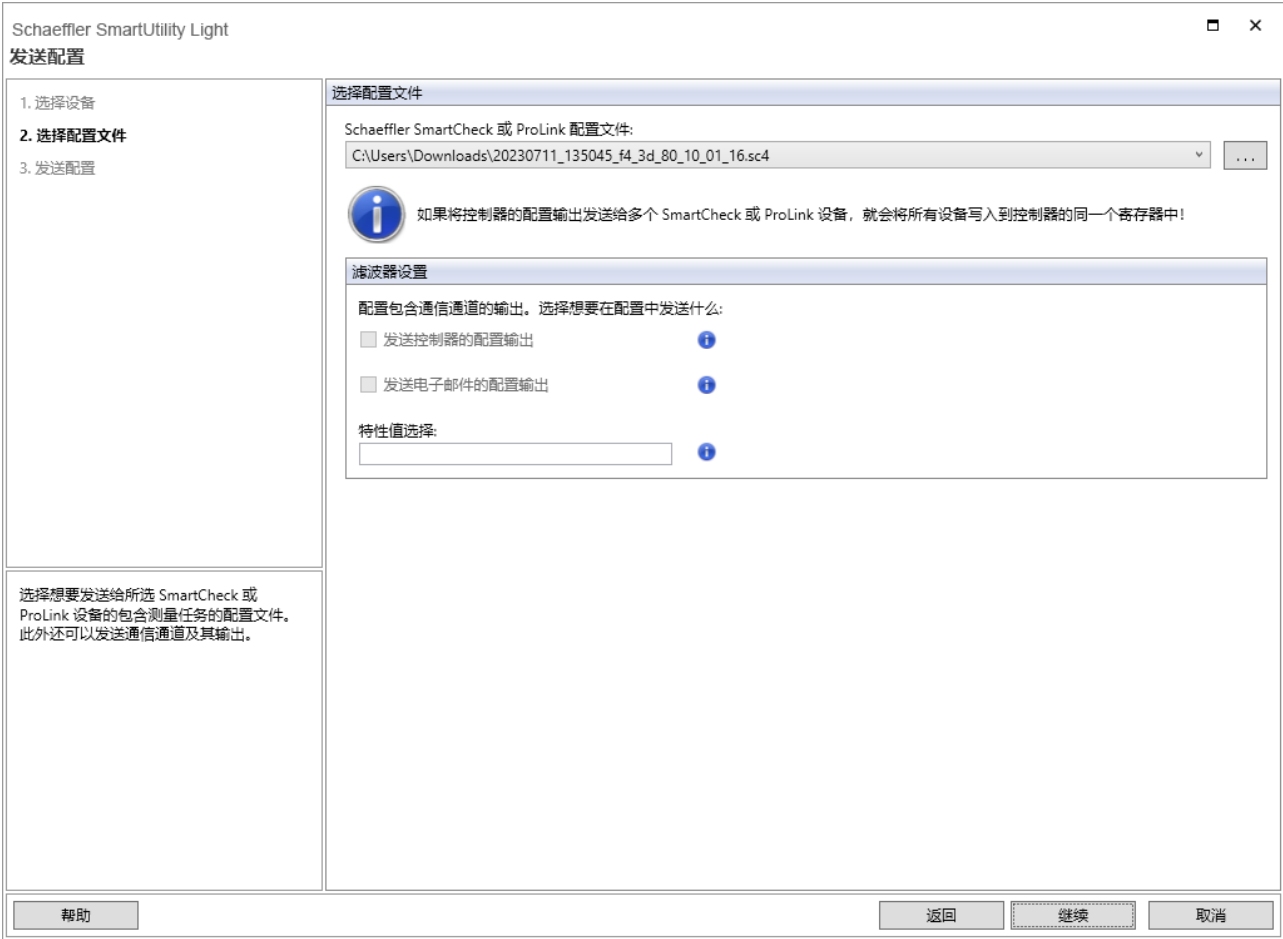 Schaeffler SmartUtility Light
发送配置
1. 选择设备
2. 选择配置文件
3. 发送配置
选择想要发送给所选 SmartCheck 或
ProLink 设备的包含测量任务的配置文件。
此外还可以发送通信通道及其输出。
选择配置文件
Schaeffler SmartCheck 或 ProLink 配置文件:
C:\Users\Downloads\20230711_135045_f4_3d_80_10_01_16.sc4
...
如果将控制器的配置输出发送给多个 SmartCheck 或 ProLink 设备，就会将所有设备写入到控制器的同一个寄存器中!
滤波器设置
配置包含通信通道的输出。选择想要在配置中发送什么:
发送控制器的配置输出
发送电子邮件的配置输出
特性值选择:
帮助
返回
继续
取消